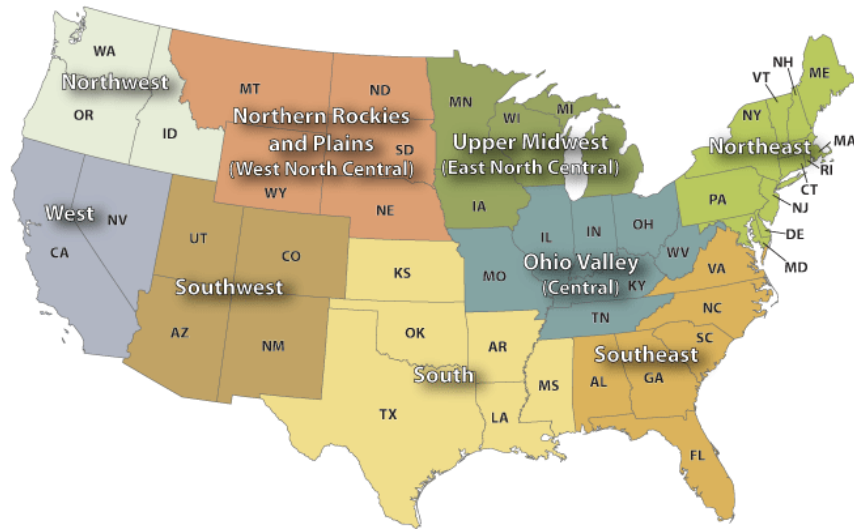 WA
Northwest
OR
ID
MT
ND
Northern Rockies
and Plains
(West North Central)
SD
WY
NE
MN
WI
MI
Upper Midwest
(East North Central)
IA
NH
VT
ME
NY
Northeast
MA
RI
CT
PA
NJ
DE
MD
West
NV
CA
UT
CO
Southwest
AZ
NM
IL
IN
OH
WV
Ohio Valley
(Central)
MO
KY
TN
KS
OK
AR
South
TX
LA
MS
VA
NC
SC
Southeast
AL
GA
FL